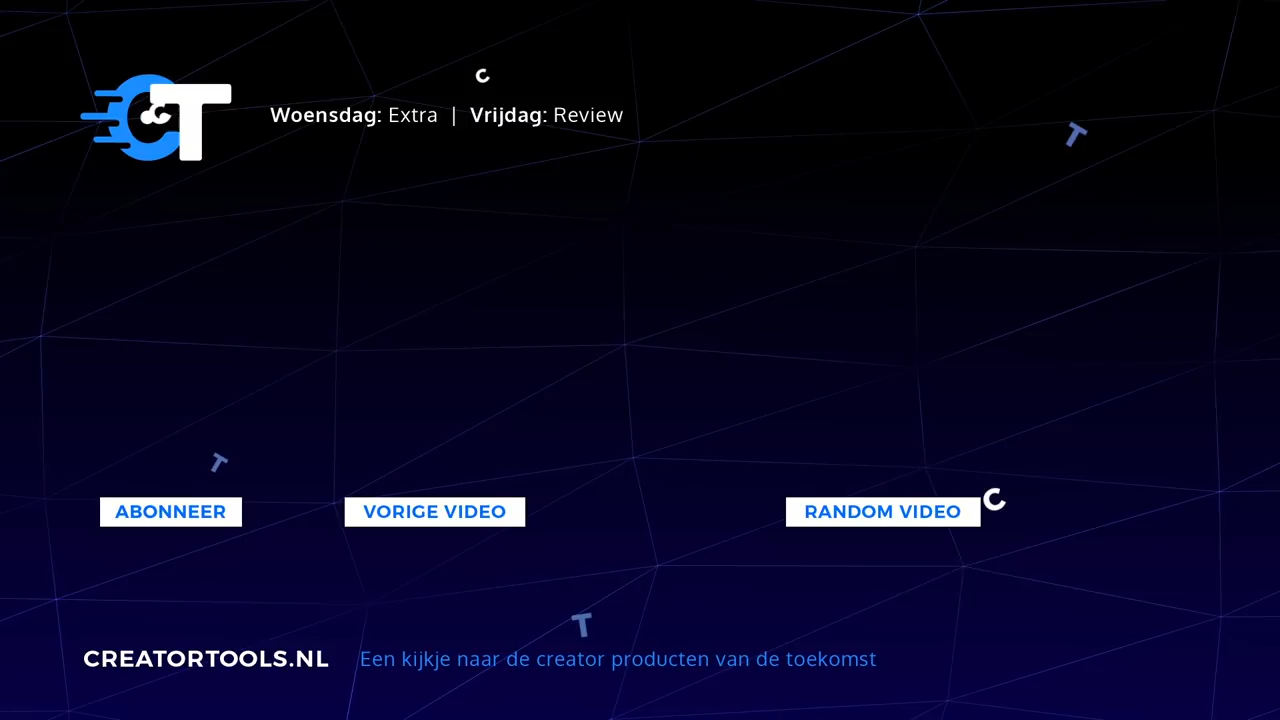 CT
Woensdag: Extra | Vrijdag: Review
ABONNEER
VORIGE VIDEO
RANDOM VIDEO
CREATORTOOLS.NL
Een kijkje naar de creator producten van de toekomst